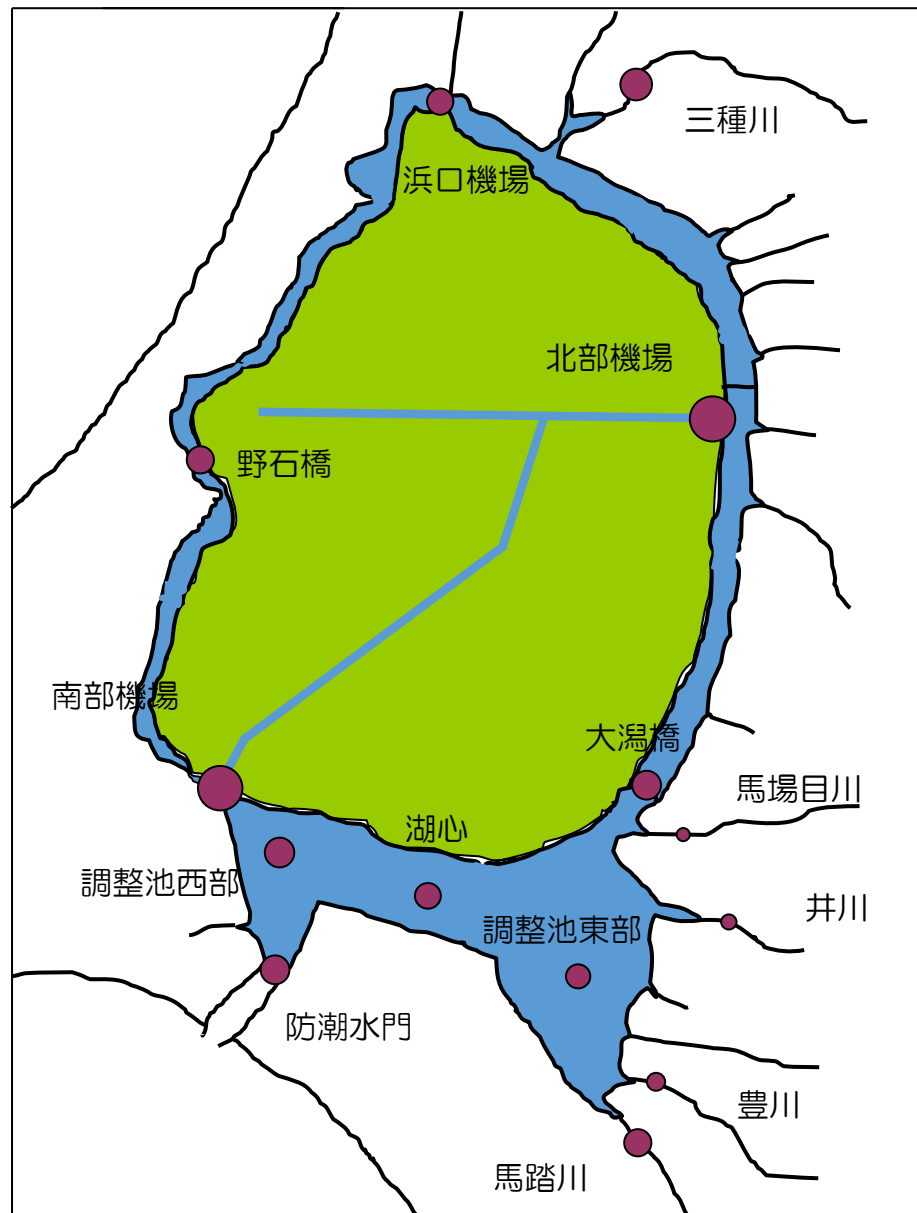 三種川
浜口機場
北部機場
野石橋
南部機場
大潟橋
馬場目川
湖心
調整池西部
井川
調整池東部
防潮水門
豊川
馬踏川